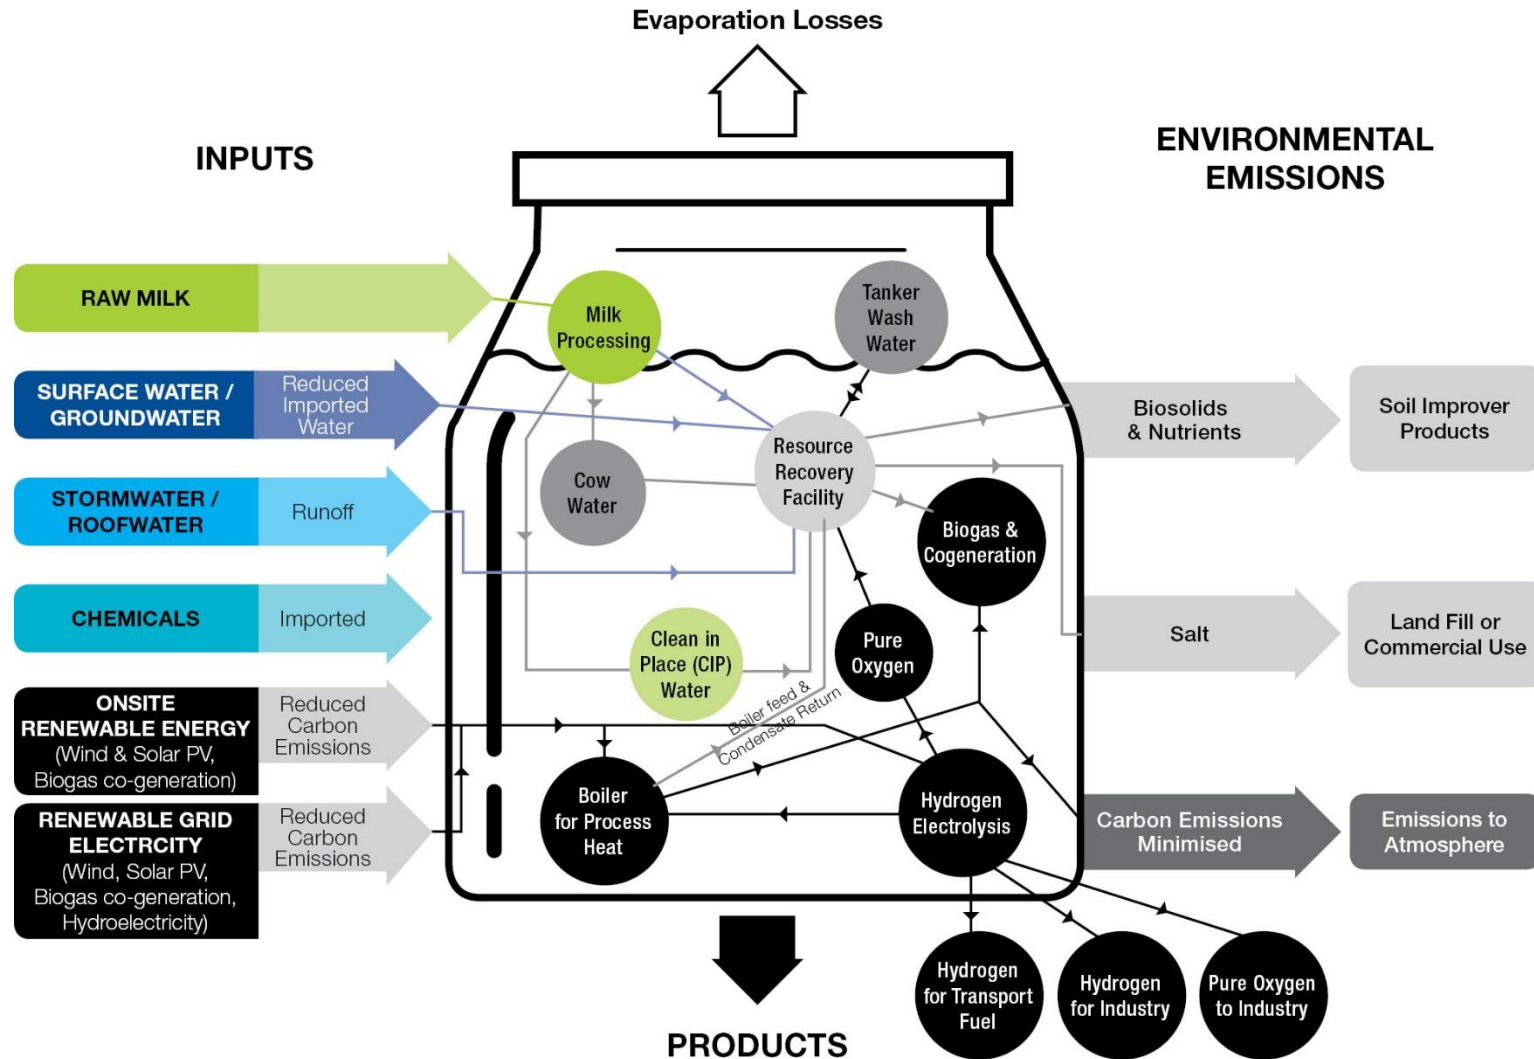 Evaporation Losses
INPUTS
ENVIRONMENTAL
EMISSIONS
RAW MILK
SURFACE WATER /
GROUNDWATER
Reduced
Imported
Water
STORMWATER /
ROOFWATER
Runoff
CHEMICALS
Imported
ONSITE
RENEWABLE ENERGY
(Wind & Solar PV,
Biogas co-generation)
Reduced
Carbon
Emissions
RENEWABLE GRID
ELECTRCITY
(Wind, Solar PV,
Biogas co-generation,
Hydroelectricity)
Reduced
Carbon
Emissions
Milk
Processing
Tanker
Wash
Water
Cow
Water
Resource
Recovery
Facility
Biogas &
Cogeneration
Clean in
Place (CIP)
Water
Pure
Oxygen
Boiler feed &
Condensate Return
Boiler
for Process
Heat
Hydrogen
Electrolysis
Biosolids
& Nutrients
Soil Improver
Products
Salt
Land Fill or
Commercial Use
Carbon Emissions
Minimised
Emissions to
Atmosphere
Hydrogen
for Transport
Fuel
Hydrogen
for Industry
Pure Oxygen
to Industry
PRODUCTS